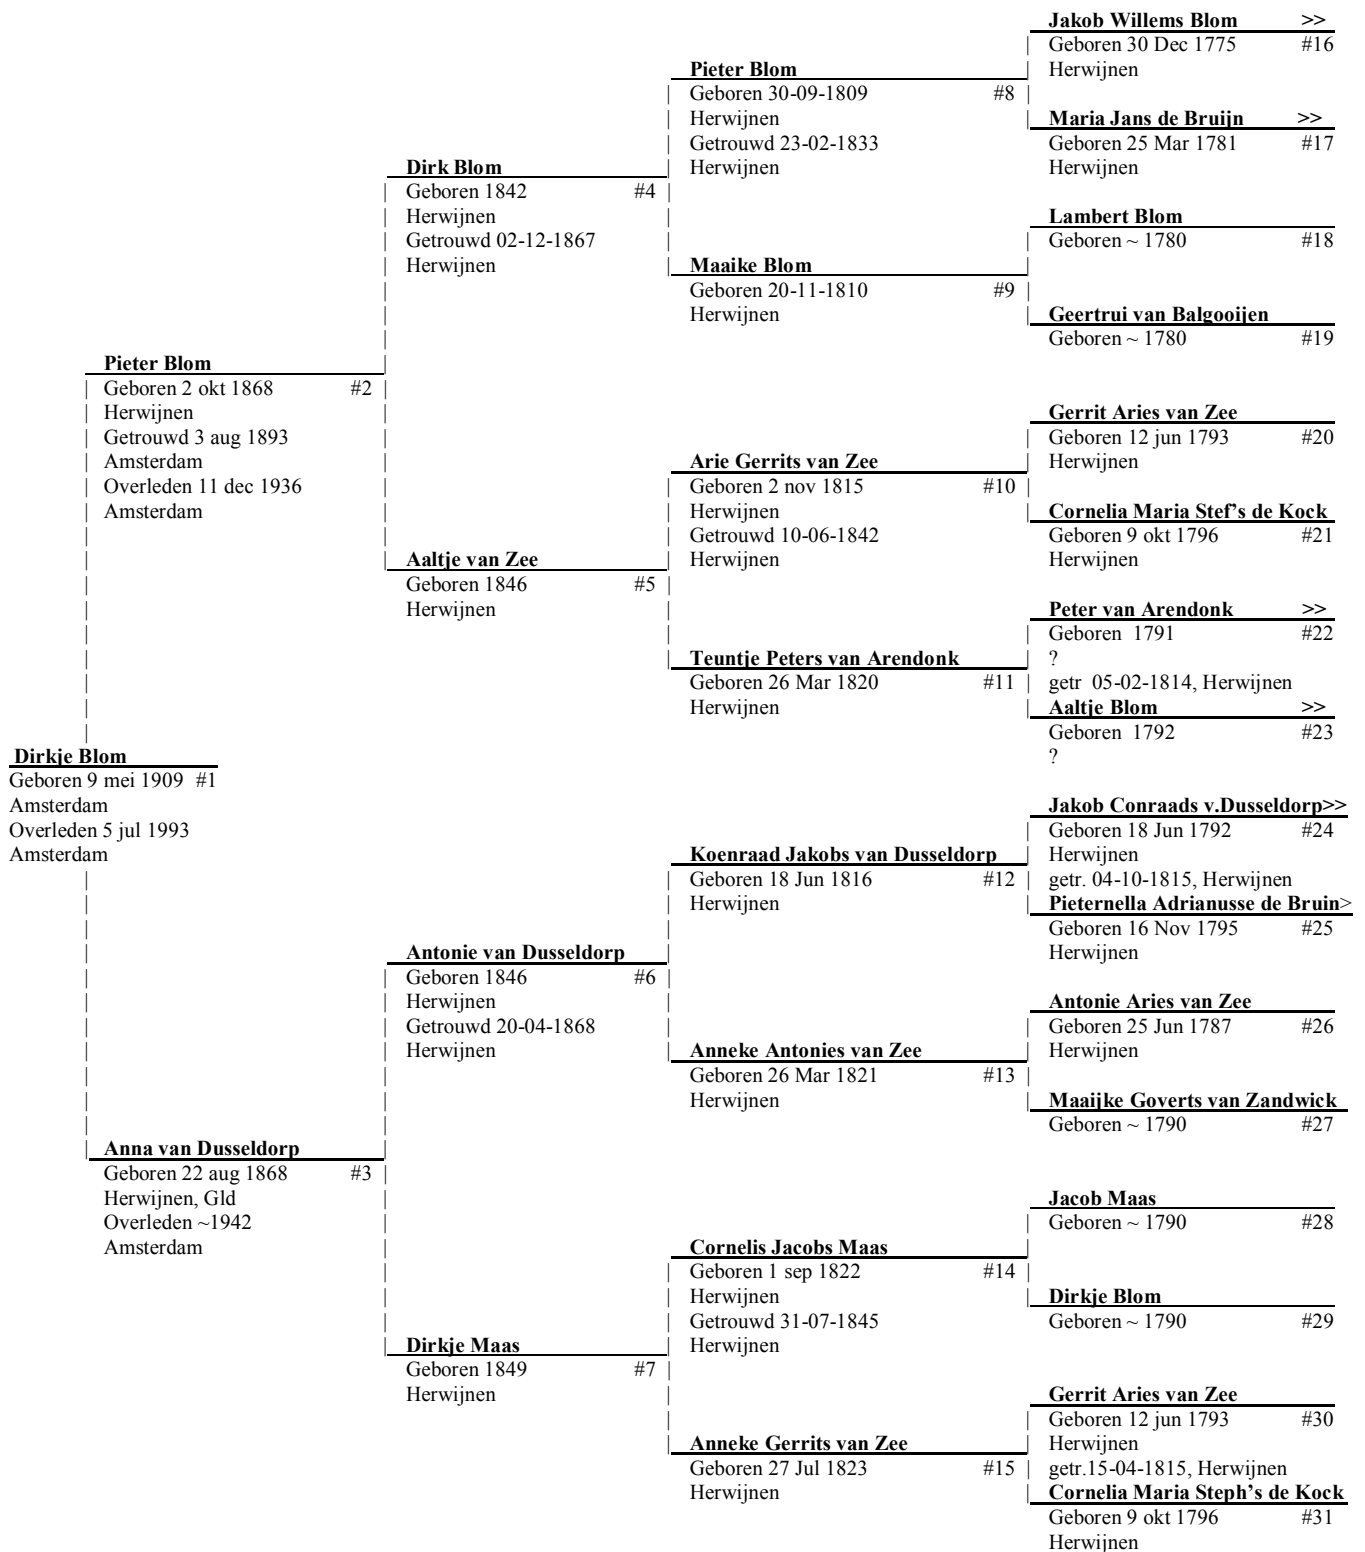 Jakob Willems Blom >>
Geboren 30 Dec 1775 #16
Herwijnen
Pieter Blom
Geboren 30-09-1809 #8
Herwijnen
Getrouwd 23-02-1833
Herwijnen
Maria Jans de Bruijn >>
Geboren 25 Mar 1781 #17
Herwijnen
Dirk Blom
Geboren 1842 #4
Herwijnen
Getrouwd 02-12-1867
Herwijnen
Lambert Blom
Geboren ~ 1780 #18
Maaike Blom
Geboren 20-11-1810 #9
Herwijnen
Geertrui van Balgooijen
Geboren ~ 1780 #19
Pieter Blom
Geboren 2 okt 1868 #2
Herwijnen
Getrouwd 3 aug 1893
Amsterdam
Overleden 11 dec 1936
Amsterdam
Gerrit Aries van Zee
Geboren 12 jun 1793 #20
Herwijnen
Arie Gerrits van Zee
Geboren 2 nov 1815 #10
Herwijnen
Getrouwd 10-06-1842
Herwijnen
Cornelia Maria Stef's de Kock
Geboren 9 okt 1796 #21
Herwijnen
Aaltje van Zee
Geboren 1846 #5
Herwijnen
Peter van Arendonk >>
Geboren 1791 #22
?
getr 05-02-1814, Herwijnen
Teuntje Peters van Arendonk
Geboren 26 Mar 1820 #11
Herwijnen
Aaltje Blom >>
Geboren 1792 #23
?
Dirkje Blom
Geboren 9 mei 1909 #1
Amsterdam
Overleden 5 jul 1993
Amsterdam
Jakob Conraads v.Dusseldorp>>
Geboren 18 Jun 1792 #24
Herwijnen
getr. 04-10-1815, Herwijnen
Koenraad Jakobs van Dusseldorp
Geboren 18 Jun 1816 #12
Herwijnen
Pieternella Adrianusse de Bruin>
Geboren 16 Nov 1795 #25
Herwijnen
Antonie van Dusseldorp
Geboren 1846 #6
Herwijnen
Getrouwd 20-04-1868
Herwijnen
Antonie Aries van Zee
Geboren 25 Jun 1787 #26
Herwijnen
Anneke Antonies van Zee
Geboren 26 Mar 1821 #13
Herwijnen
Maaijke Goverts van Zandwick
Geboren ~ 1790 #27
Anna van Dusseldorp
Geboren 22 aug 1868 #3
Herwijnen, Gld
Overleden ~1942
Amsterdam
Jacob Maas
Geboren ~ 1790 #28
Cornelis Jacobs Maas
Geboren 1 sep 1822 #14
Herwijnen
Getrouwd 31-07-1845
Herwijnen
Dirkje Blom
Geboren ~ 1790 #29
Dirkje Maas
Geboren 1849 #7
Herwijnen
Gerrit Aries van Zee
Geboren 12 jun 1793 #30
Herwijnen
getr.15-04-1815, Herwijnen
Anneke Gerrits van Zee
Geboren 27 Jul 1823 #15
Herwijnen
Cornelia Maria Steph's de Kock
Geboren 9 okt 1796 #31
Herwijnen